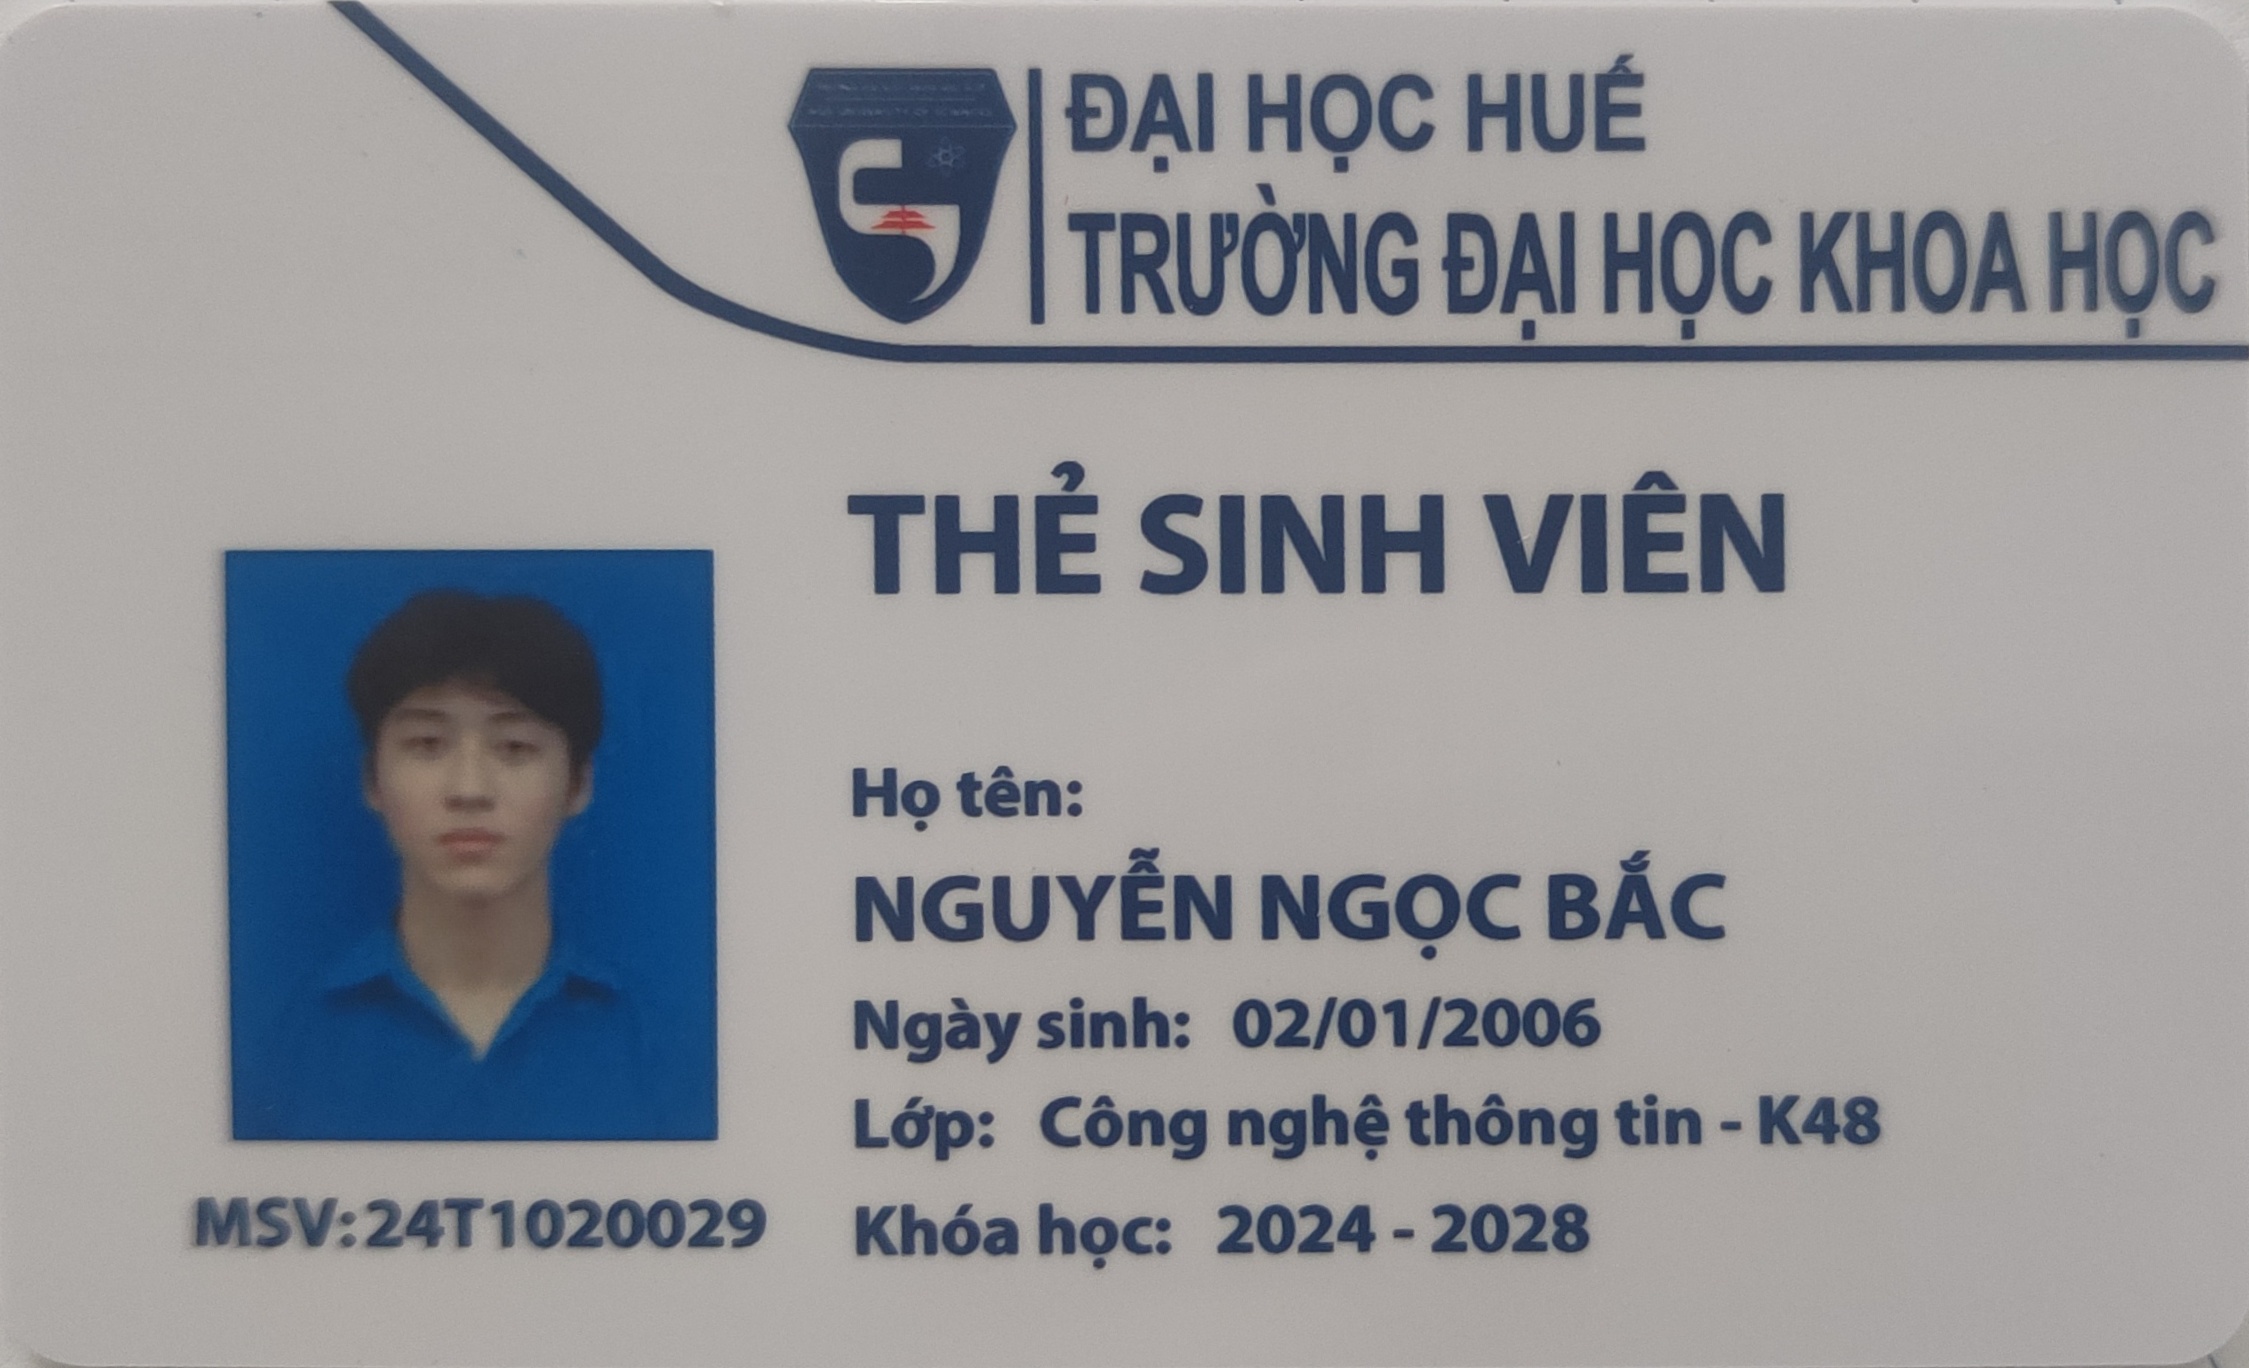 ĐẠI HỌC HUẾ
TRƯỜNG ĐẠI HỌC KHOA HỌC
THẺ SINH VIÊN
Họ tên:
NGUYỄN NGỌC BẮC
Ngày sinh: 02/01/2006
Lớp: Công nghệ thông tin - K48
Khóa học: 2024 - 2028
MSV:24T1020029